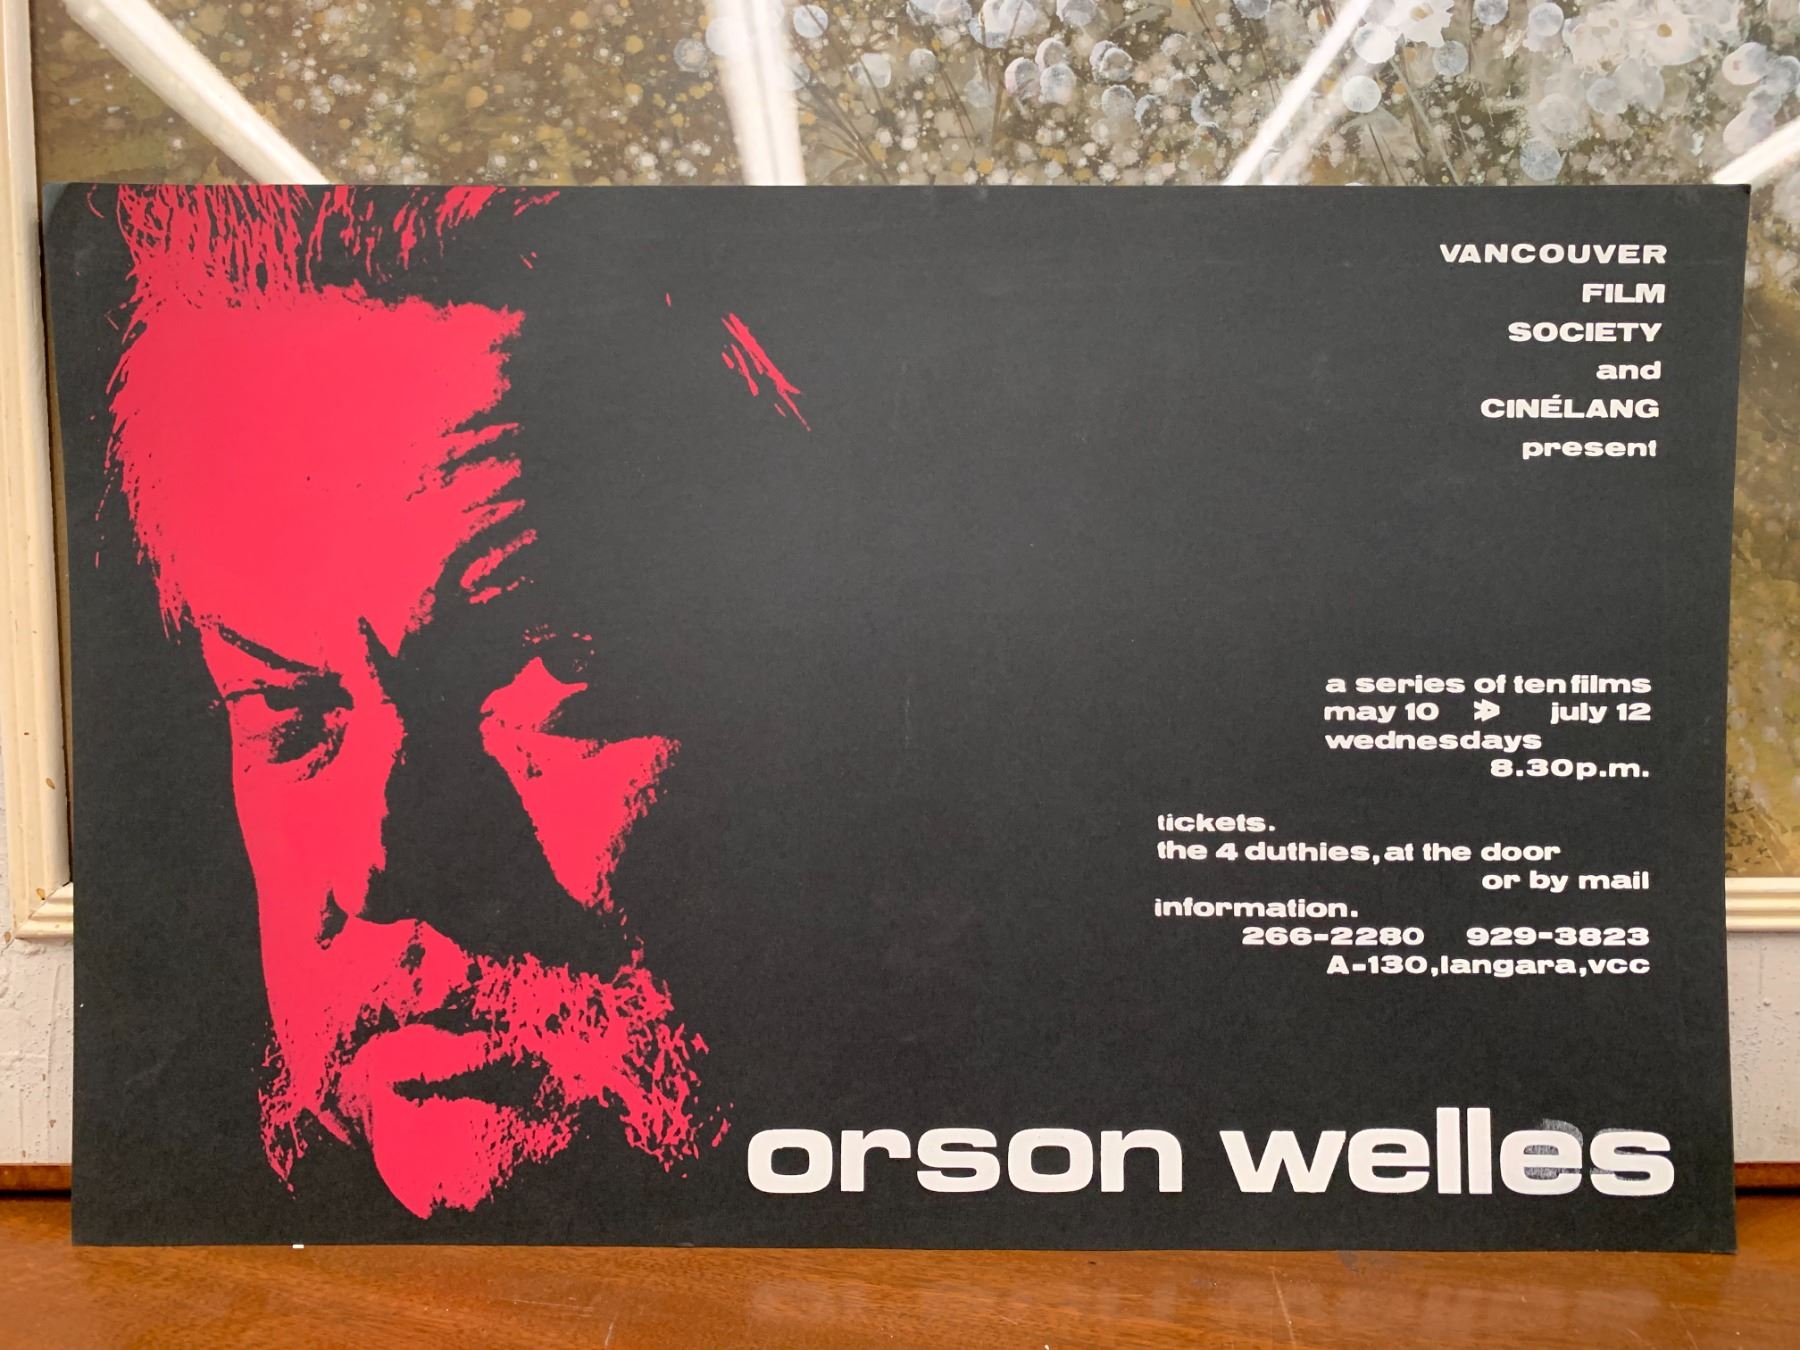 VANCOUVER
FILM
SOCIETY
and
CINÉLANG
present
a series of ten films
may 10 july 12
wednesdays
8.30p.m.
tickets.
the 4 duthies, at the door
or by mail
information.
266-2280 929-3823
A-130, langara, vcc
orson welles